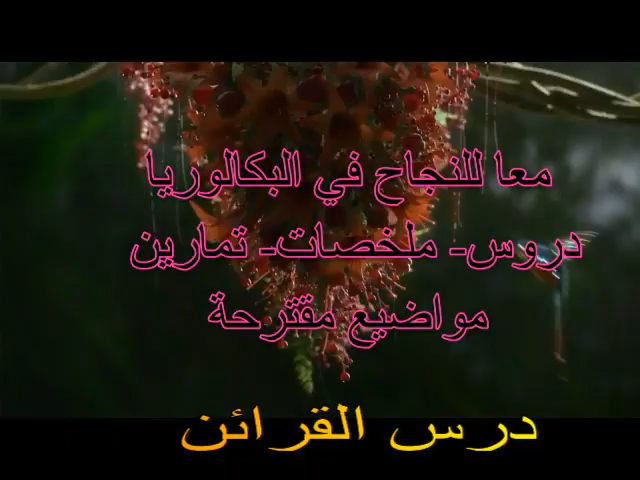 معا للنجاح في البكالوريا
دروس- ملخصات- تمارين
مواضيع مقترحة
درس القرائن